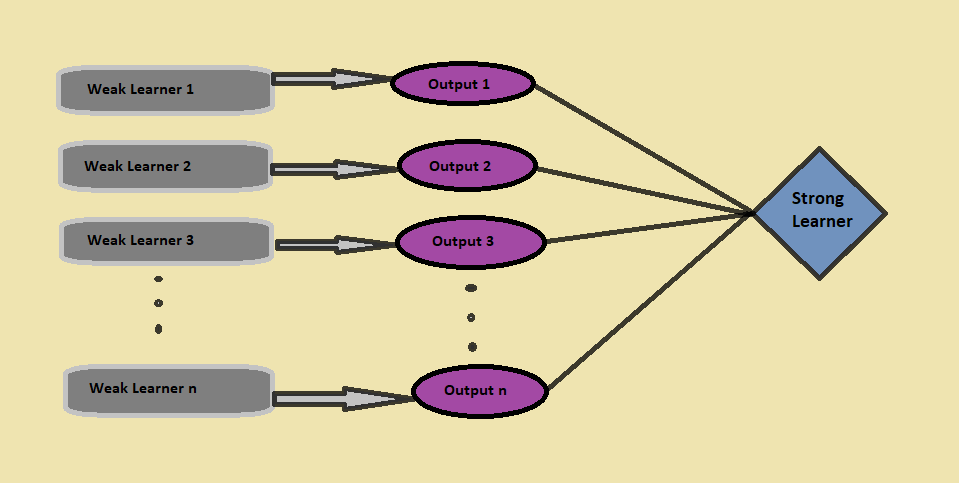 Weak Learner 1
Output 1
Weak Learner 2
Output 2
Weak Learner 3
Output 3
Weak Learner n
Output n
Strong
Learner